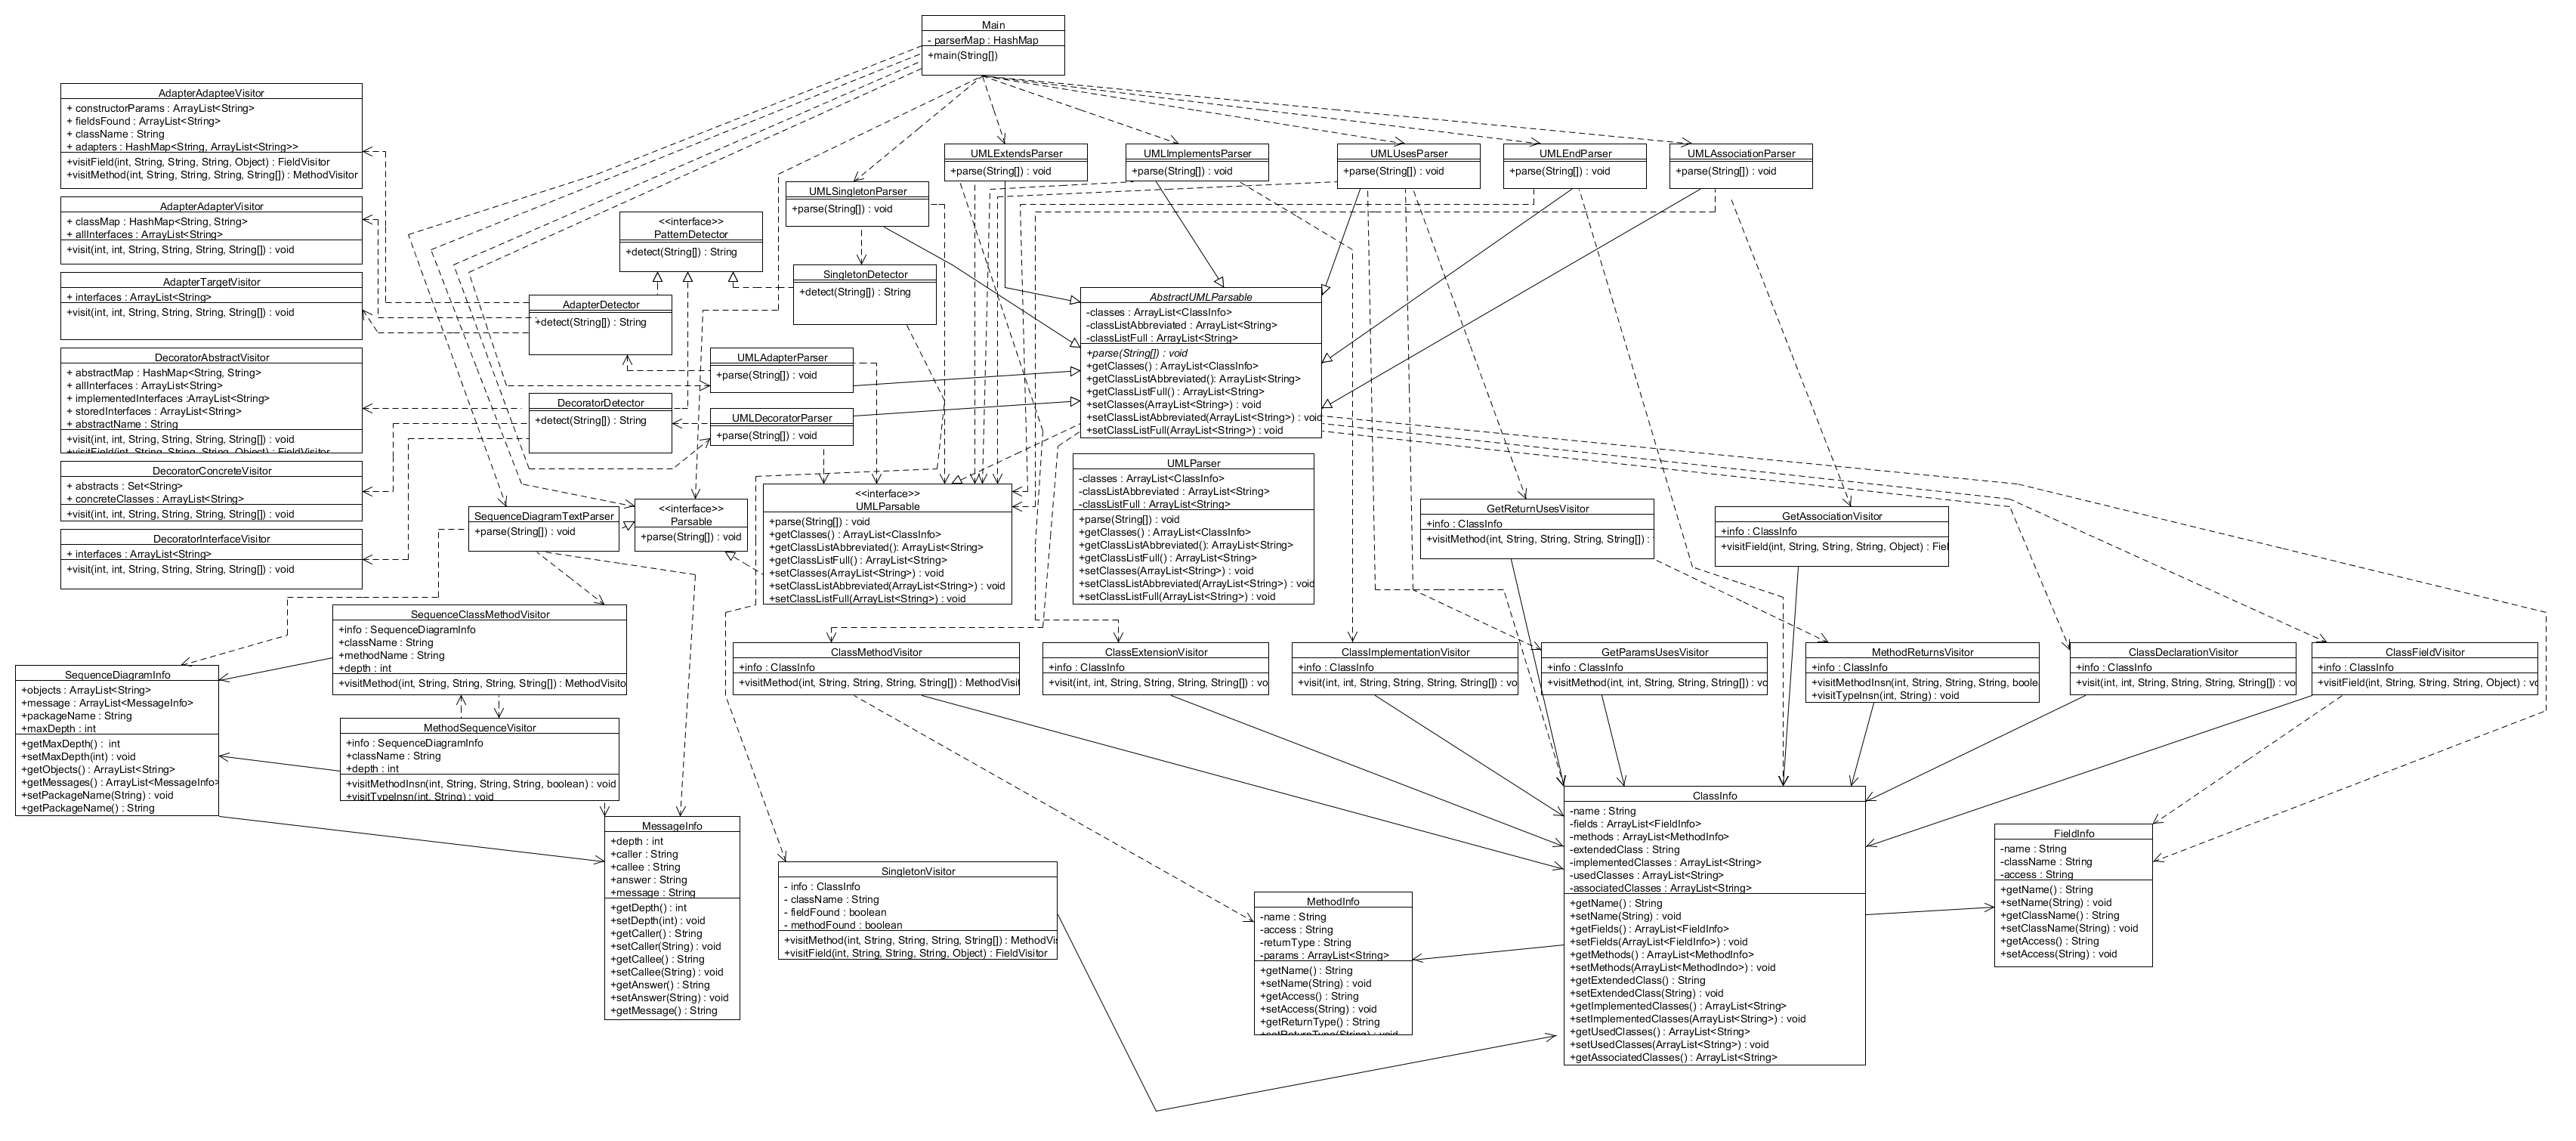 Main
- parserMap : HashMap
+main(String[])
AdapterAdapteeVisitor
+ constructorParams : ArrayList<String>
+ fieldsFound : ArrayList<String>
+ className : String
+ adapters : HashMap<String, ArrayList<String>>
+visitField(int, String, String, String, Object) : FieldVisitor
+visitMethod(int, String, String, String, String[]) : MethodVisitor
AdapterAdapterVisitor
+ classMap : HashMap<String, String>
+ allInterfaces : ArrayList<String>
+visit(int, int, String, String, String, String[]) : void
AdapterTargetVisitor
+ interfaces : ArrayList<String>
+visit(int, int, String, String, String, String[]) : void
DecoratorAbstractVisitor
+ abstractMap : HashMap<String, String>
+ allInterfaces : ArrayList<String>
+ implementedInterfaces :ArrayList<String>
+ storedInterfaces : ArrayList<String>
+ abstractName : String
+visit(int, int, String, String, String, String[]) : void
+visitField(int, String, String, String, Object) : FieldVisitor
DecoratorConcreteVisitor
+ abstracts : Set<String>
+ concreteClasses : ArrayList<String>
+visit(int, int, String, String, String, String[]) : void
DecoratorInterfaceVisitor
+ interfaces : ArrayList<String>
+visit(int, int, String, String, String, String[]) : void
UMLExtendsParser
+parse(String[]) : void
UMLImplementsParser
+parse(String[]) : void
UMLUsesParser
+parse(String[]) : void
UMLEndParser
+parse(String[]) : void
UMLAssociationParser
+parse(String[]) : void
UMLSingletonParser
+parse(String[]) : void
<<interface>>
PatternDetector
+detect(String[]) : String
SingletonDetector
+detect(String[]) : String
AdapterDetector
+detect(String[]) : String
UMLAdapterParser
+parse(String[]) : void
DecoratorDetector
+detect(String[]) : String
UMLDecoratorParser
+parse(String[]) : void
AbstractUMLParsable
-classes : ArrayList<ClassInfo>
-classListAbbreviated : ArrayList<String>
-classListFull : ArrayList<String>
+parse(String[]) : void
+getClasses() : ArrayList<ClassInfo>
+getClassListAbbreviated(): ArrayList<String>
+getClassListFull() : ArrayList<String>
+setClasses(ArrayList<String>) : void
+setClassListAbbreviated(ArrayList<String>) : void
+setClassListFull(ArrayList<String>) : void
SequenceDiagramTextParser
+parse(String[]) : void
<<interface>>
Parsable
+parse(String[]) : void
<<interface>>
UMLParsable
+parse(String[]) : void
+getClasses() : ArrayList<ClassInfo>
+getClassListAbbreviated(): ArrayList<String>
+getClassListFull() : ArrayList<String>
+setClasses(ArrayList<String>) : void
+setClassListAbbreviated(ArrayList<String>) : void
+setClassListFull(ArrayList<String>) : void
UMLParser
-classes : ArrayList<ClassInfo>
-classListAbbreviated : ArrayList<String>
-classListFull : ArrayList<String>
+parse(String[]) : void
+getClasses() : ArrayList<ClassInfo>
+getClassListAbbreviated(): ArrayList<String>
+getClassListFull() : ArrayList<String>
+setClasses(ArrayList<String>) : void
+setClassListAbbreviated(ArrayList<String>) : void
+setClassListFull(ArrayList<String>) : void
GetReturnUsesVisitor
+info : ClassInfo
+visitMethod(int, String, String, String, String[]) :
GetAssociationVisitor
+info : ClassInfo
+visitField(int, String, String, String, Object) : Fiel
SequenceClassMethodVisitor
+info : SequenceDiagramInfo
+className : String
+methodName : String
+depth : int
+visitMethod(int, String, String, String, String[]) : MethodVisito
SequenceDiagramInfo
+objects : ArrayList<String>
+message : ArrayList<MessageInfo>
+packageName : String
+maxDepth : int
+getMaxDepth() : int
+setMaxDepth(int) : void
+getObjects() : ArrayList<String>
+getMessages() : ArrayList<MessageInfo>
+setPackageName(String) : void
+getPackageName() : String
MethodSequenceVisitor
+info : SequenceDiagramInfo
+className : String
+depth : int
+visitMethodInsn(int, String, String, String, boolean) : void
+visitTypeInsn(int, String) : void
MessageInfo
+depth : int
+caller : String
+callee : String
+answer : String
+message : String
+getDepth() : int
+setDepth(int) : void
+getCaller() : String
+setCaller(String) : void
+getCallee() : String
+setCallee(String) : void
+getAnswer() : String
+setAnswer(String) : void
+getMessage() : String
ClassMethodVisitor
+info : ClassInfo
+visitMethod(int, String, String, String, String[]) : MethodVisit
ClassExtensionVisitor
+info : ClassInfo
+visit(int, int, String, String, String, String[]) : vo
ClassImplementationVisitor
+info : ClassInfo
+visit(int, int, String, String, String, String[]) : vo
GetParamsUsesVisitor
+info : ClassInfo
+visitMethod(int, String, String, String, String[]) : vo
MethodReturnsVisitor
+info : ClassInfo
+visitMethodInsn(int, String, String, String, boole
+visitTypeInsn(int, String) : void
ClassDeclarationVisitor
+info : ClassInfo
+visit(int, int, String, String, String, String[]) : vo
ClassFieldVisitor
+info : ClassInfo
+visitField(int, String, String, String, Object) : vo
SingletonVisitor
- info : ClassInfo
- className : String
- fieldFound : boolean
- methodFound : boolean
+visitMethod(int, String, String, String, String[]) : MethodVis
+visitField(int, String, String, String, Object) : FieldVisitor
MethodInfo
-name : String
-access : String
-returnType : String
-params : ArrayList<String>
+getName() : String
+setName(String) : void
+getAccess() : String
+setAccess(String) : void
+getReturnType() : String
+setReturnType(String) : void
ClassInfo
-name : String
-fields : ArrayList<FieldInfo>
-methods : ArrayList<MethodInfo>
-extendedClass : String
-implementedClasses : ArrayList<String>
-usedClasses : ArrayList<String>
-associatedClasses : ArrayList<String>
+getName() : String
+setName(String) : void
+getFields() : ArrayList<FieldInfo>
+setFields(ArrayList<FieldInfo>) : void
+getMethods() : ArrayList<MethodInfo>
+setMethods(ArrayList<MethodIndo>) : void
+getExtendedClass() : String
+setExtendedClass(String) : void
+getImplementedClasses() : ArrayList<String>
+setImplementedClasses(ArrayList<String>) : void
+getUsedClasses() : ArrayList<String>
+setUsedClasses(ArrayList<String>) : void
+getAssociatedClasses() : ArrayList<String>
FieldInfo
-name : String
-className : String
-access : String
+getName() : String
+setName(String) : void
+getClassName() : String
+setClassName(String) : void
+getAccess() : String
+setAccess(String) : void